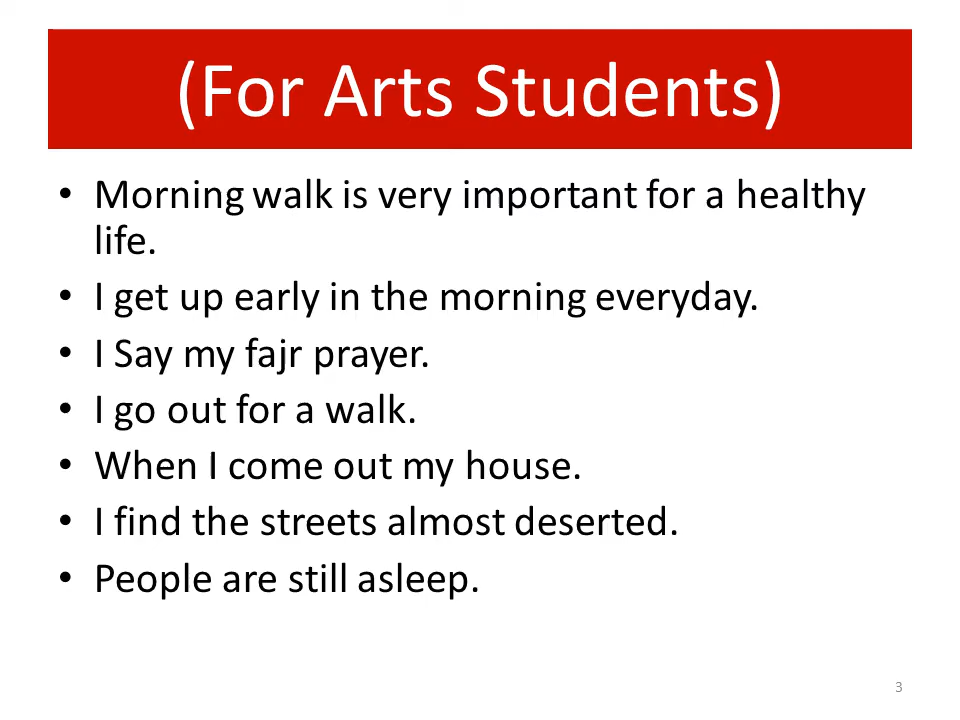 (For Arts Students)
• Morning walk is very important for a healthy
life.
• I get up early in the morning everyday.
• I Say my fajr prayer.
• I go out for a walk.
• When I come out my house.
• I find the streets almost deserted.
• People are still asleep.
3